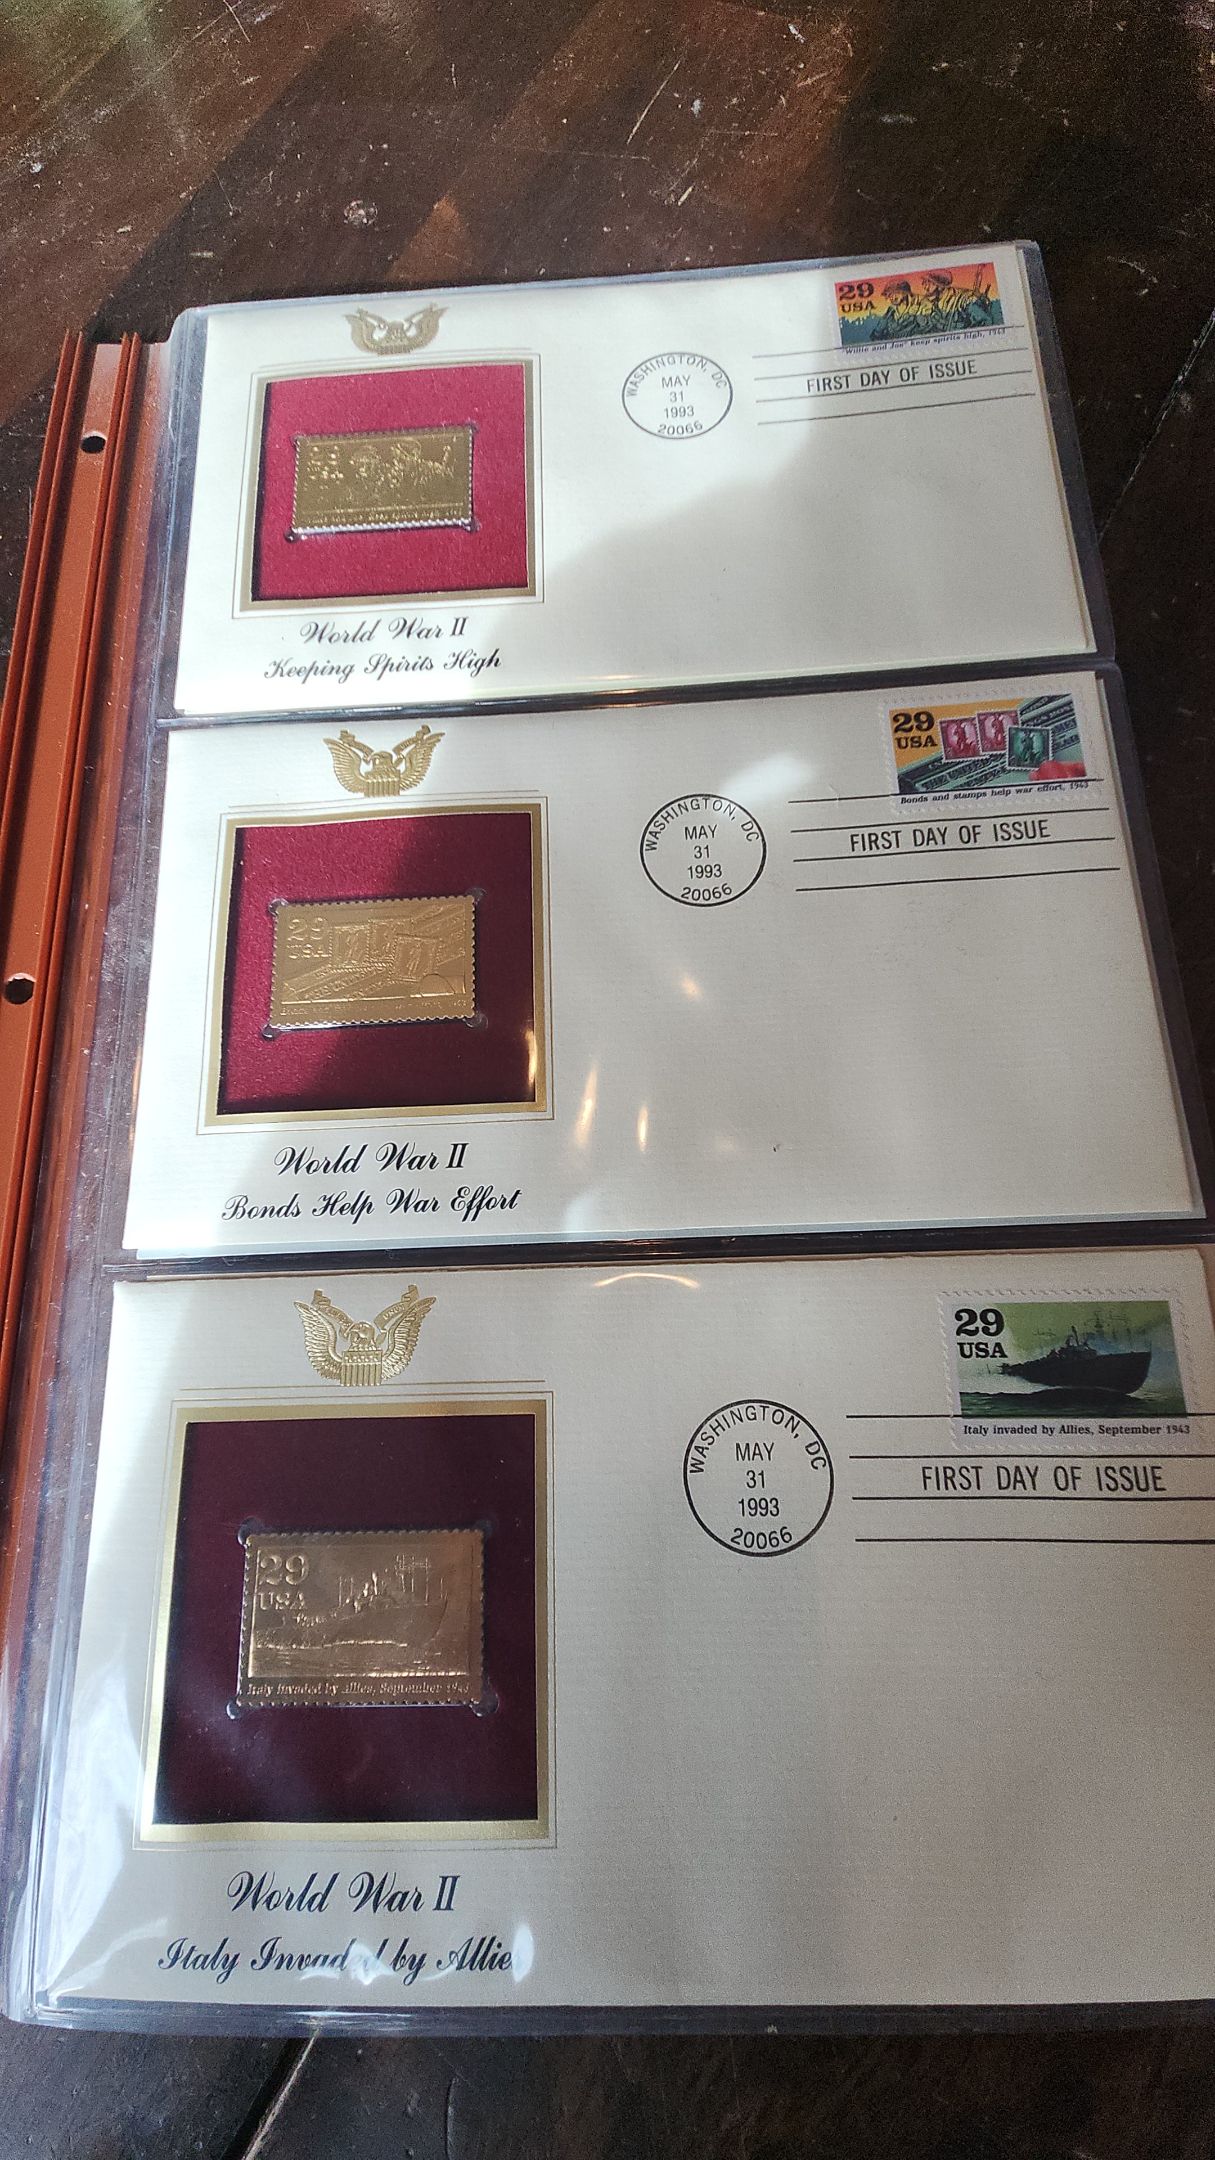 29
USA
"Willie and Joe" keep spirits high, 1943
WASHINGTON, DC
MAY
31
1993
20066
FIRST DAY OF ISSUE
29
USA
World War II
Keeping Spirits High
29
USA
Bonds and stamps help war effort, 1943
WASHINGTON, DC
MAY
31
1993
20066
FIRST DAY OF ISSUE
29
USA
World War II
Bonds Help War Effort
29
USA
Italy invaded by Allies, September 1943
WASHINGTON, DC
MAY
31
1993
20066
FIRST DAY OF ISSUE
29
USA
Italy invaded by Allies, September 1943
World War II
Italy Invaded by Allies